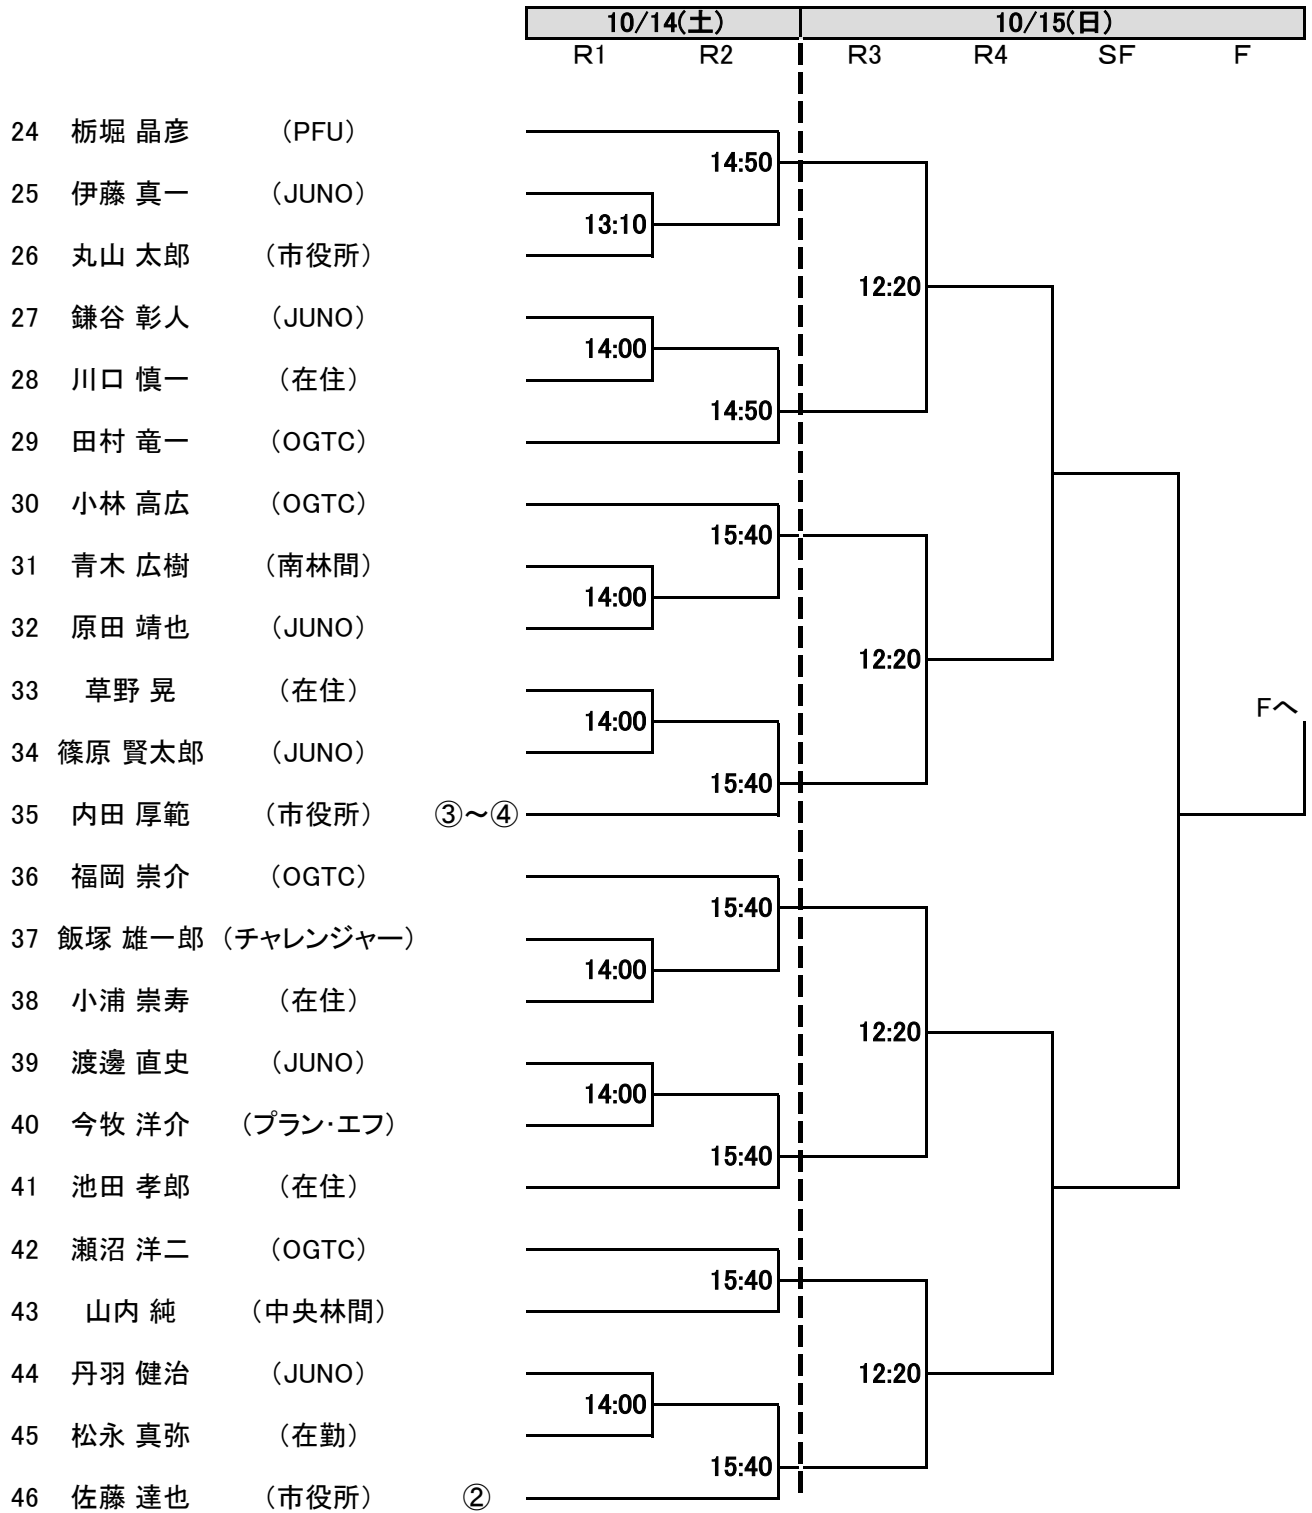 10/14(土) 10/15(日)
R1 R2 R3 R4 SF F
24 栃堀 晶彦 （PFU）
14:50
25 伊藤 真一 （JUNO）
13:10
26 丸山 太郎 （市役所）
12:20
27 鎌谷 彰人 （JUNO）
14:00
28 川口 慎一 （在住）
14:50
29 田村 竜一 （OGTC）
30 小林 高広 （OGTC）
15:40
31 青木 広樹 （南林間）
14:00
32 原田 靖也 （JUNO）
12:20
33 草野 晃 （在住）
Fへ
14:00
34 篠原 賢太郎 （JUNO）
15:40
35 内田 厚範 （市役所） ③～④
36 福岡 崇介 （OGTC）
15:40
37 飯塚 雄一郎 （チャレンジャー）
14:00
38 小浦 崇寿 （在住）
12:20
39 渡邊 直史 （JUNO）
14:00
40 今牧 洋介 （プラン・エフ）
15:40
41 池田 孝郎 （在住）
42 瀬沼 洋二 （OGTC）
15:40
43 山内 純 （中央林間）
44 丹羽 健治 （JUNO） 12:20
14:00
45 松永 真弥 （在勤）
15:40
46 佐藤 達也 （市役所） ②